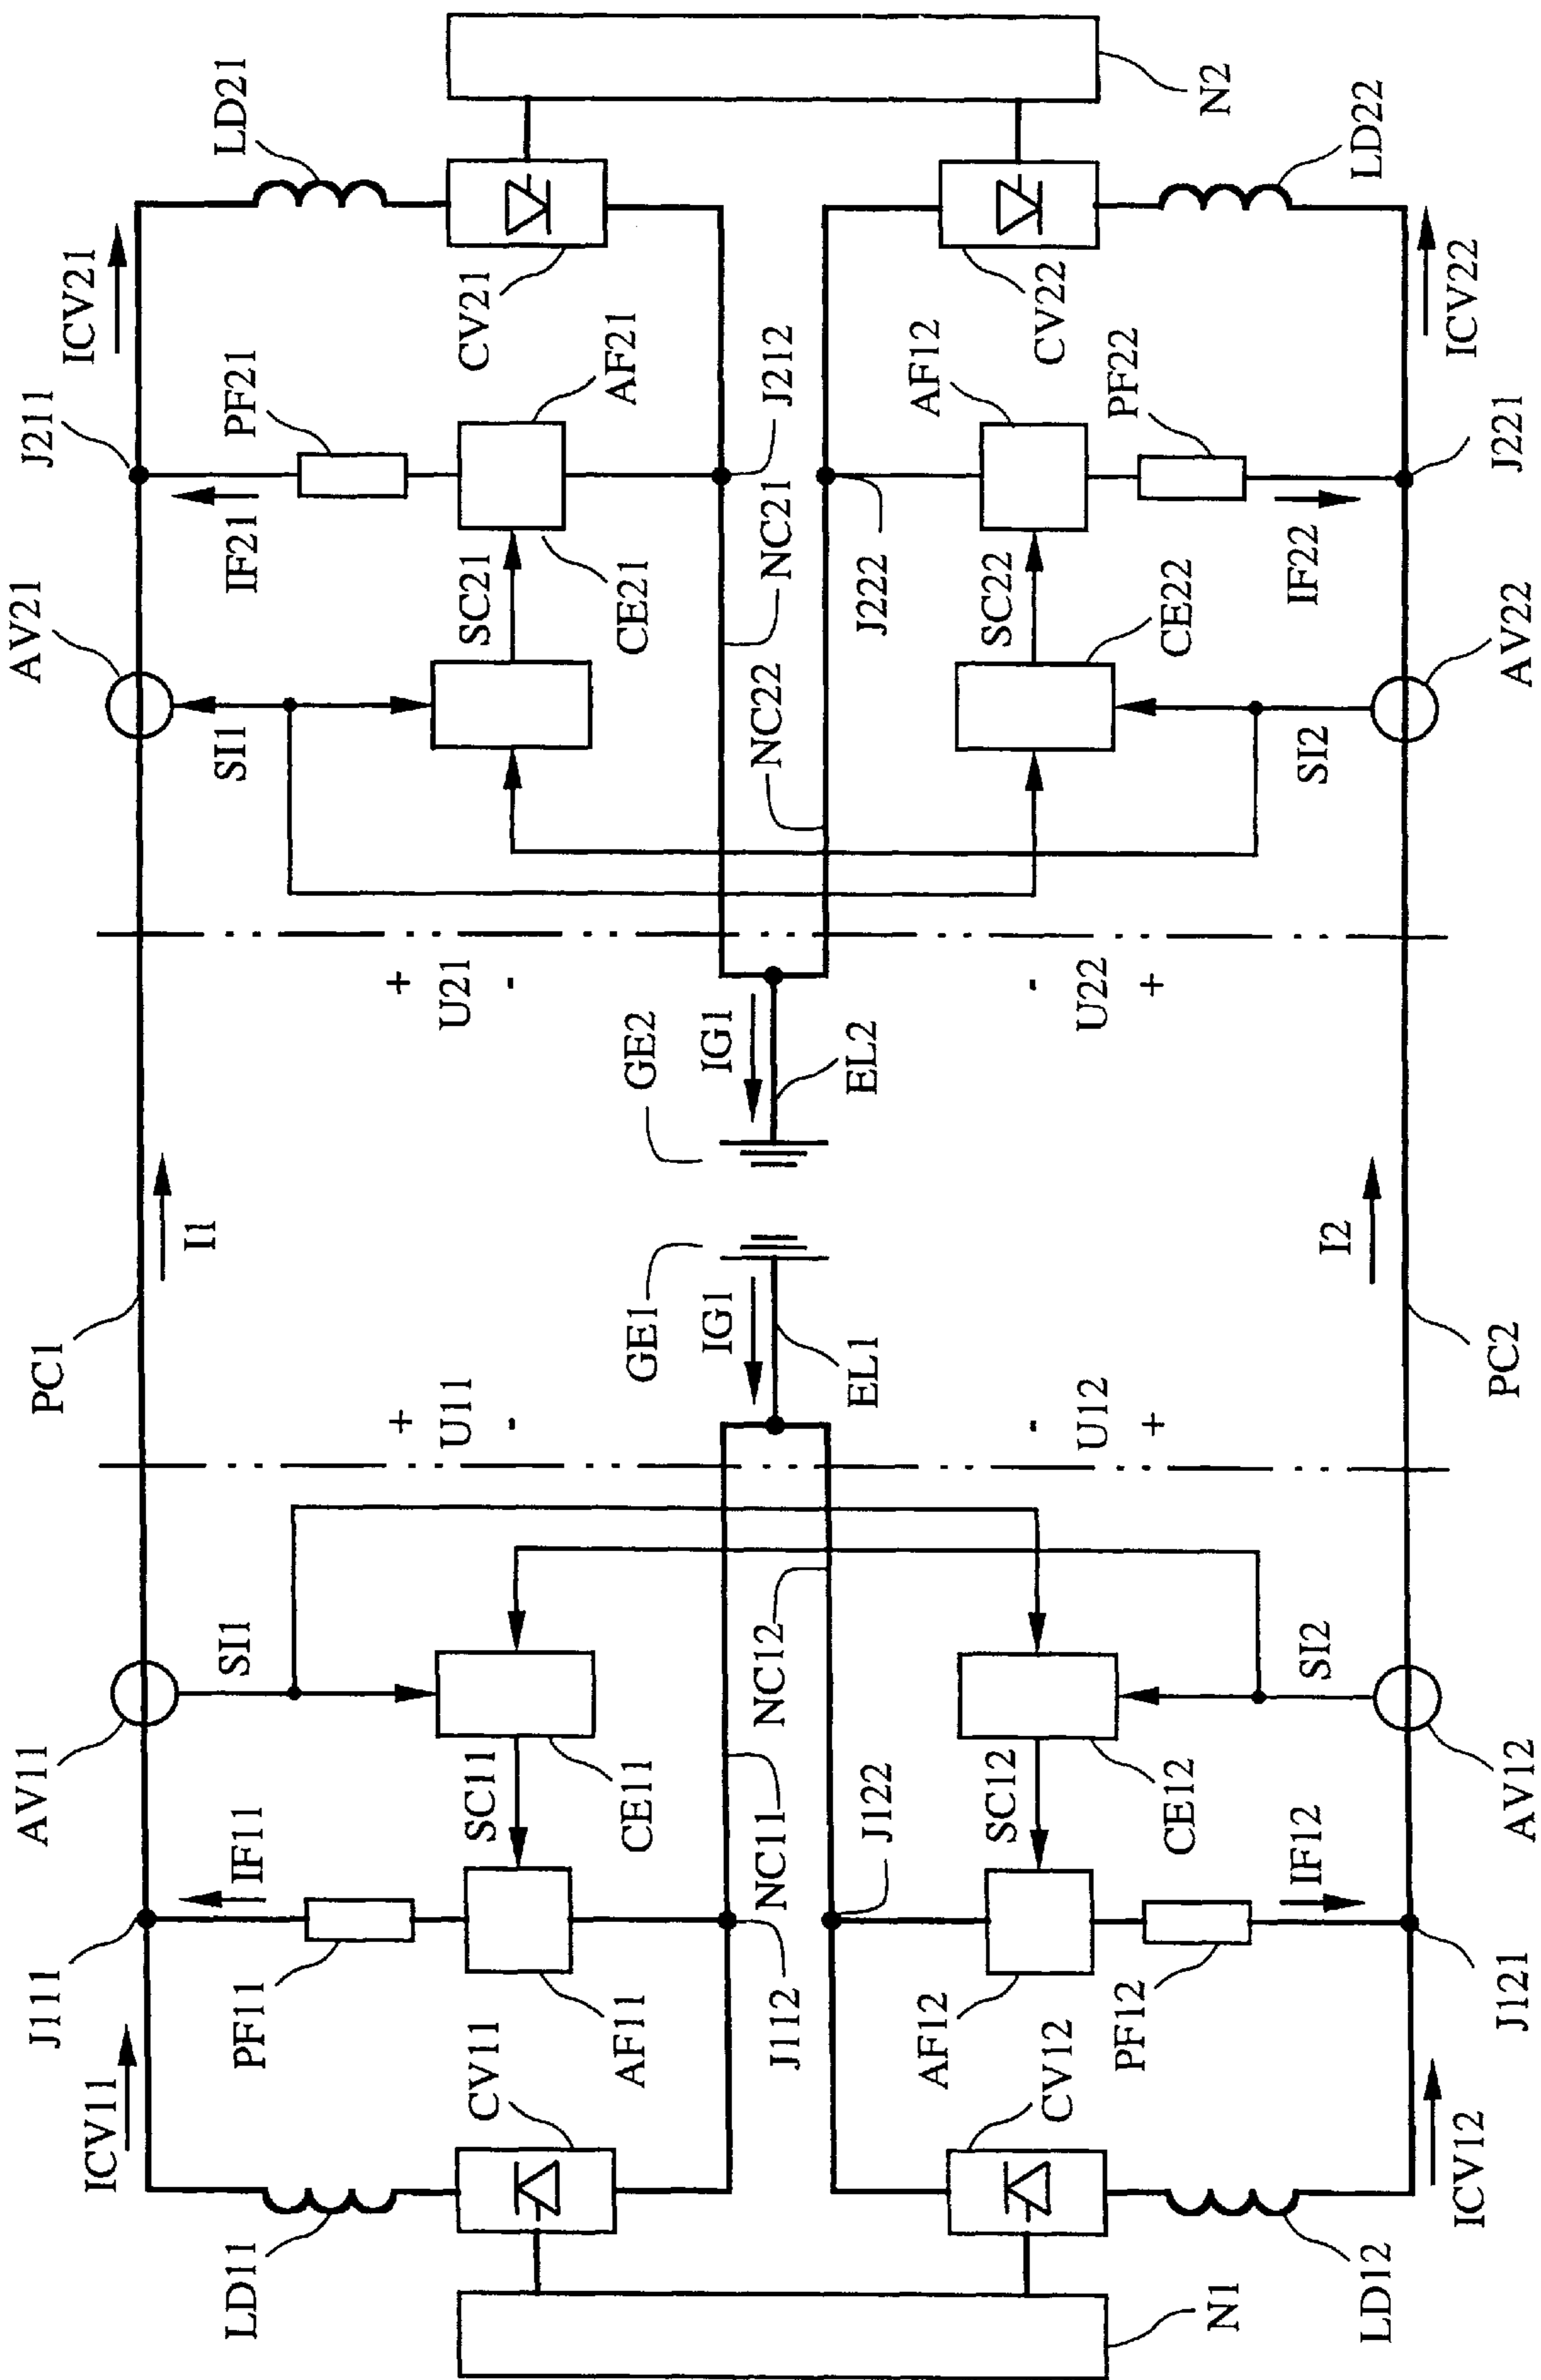 J111
AV11
PC1
AV21
J211
ICV11
IF11
SI1
I1
SI1
IF21
ICV21
LD11
PF11
PF21
LD21
CV11
AF11
SC11
CE11
+
U11
-
+
U21
-
SC21
CE21
AF21
CV21
GE1
GE2
IG1
IG1
N1
J112
NC11
NC12
EL1
EL2
NC22
NC21
J212
N2
J122
J222
CV12
AF12
SC12
CE12
-
U12
+
-
U22
+
SC22
CE22
AF12
CV22
LD12
PF12
IF12
SI2
I2
SI2
IF22
PF22
LD22
ICV12
J121
AV12
PC2
AV22
J221
ICV22